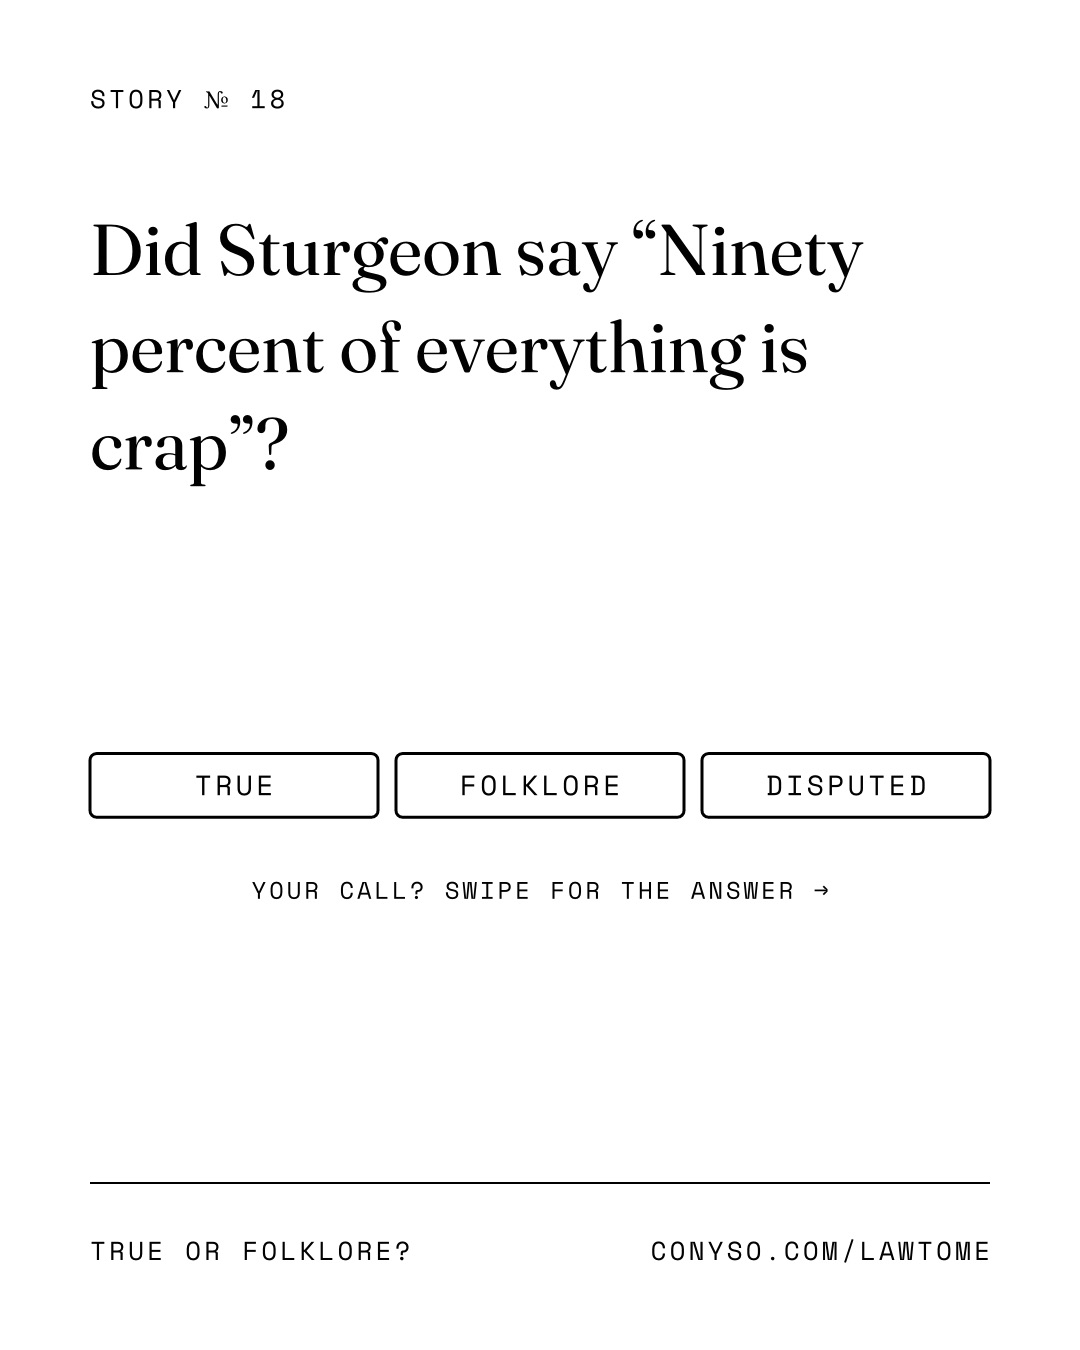 STORY № 18
Did Sturgeon say “Ninety
percent of everything is
crap”?
TRUE
FOLKLORE
DISPUTED
YOUR CALL? SWIPE FOR THE ANSWER →
TRUE OR FOLKLORE?
CONYSO.COM/LAWTOME